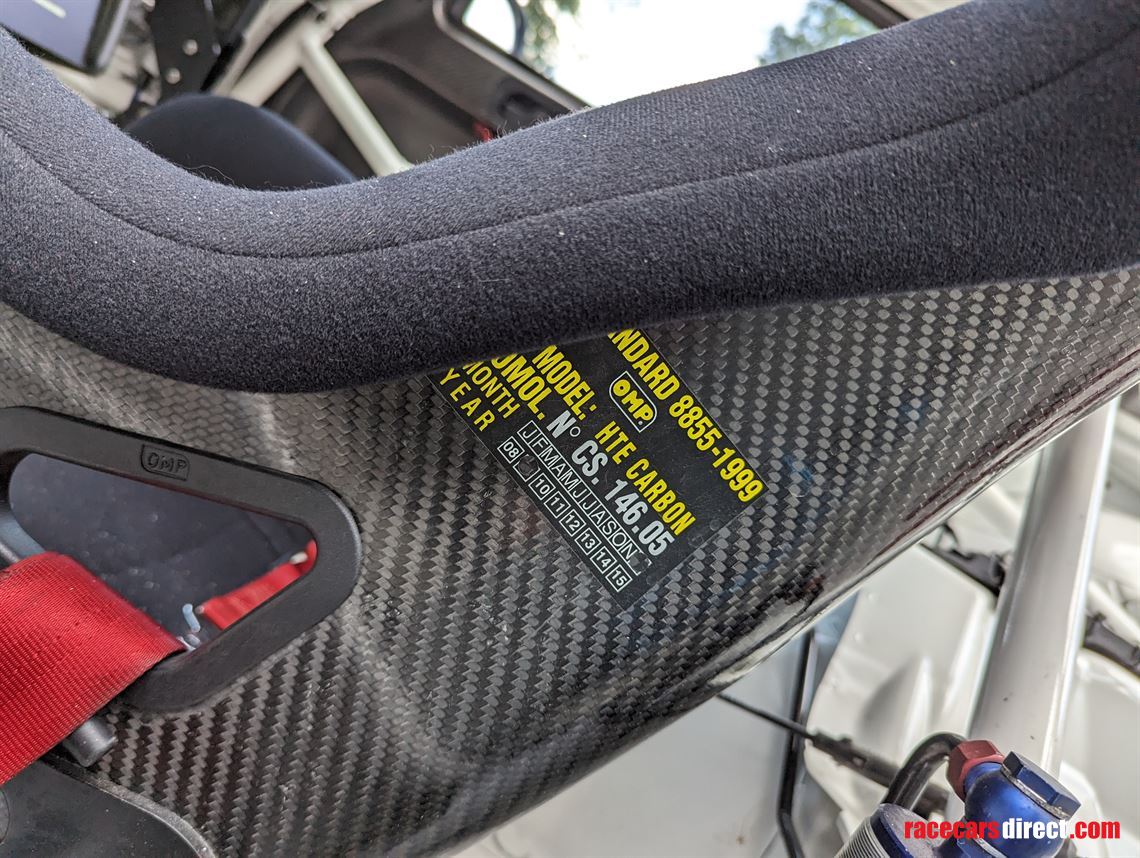 NDARD 8855-1999
OMP
MODEL: HTE CARBON
OMOL. N° CS. 146.05
MONTH JFMAMJJASON
YEAR 08 10 11 12 13 14 15
OMP
racecarsdirect.com